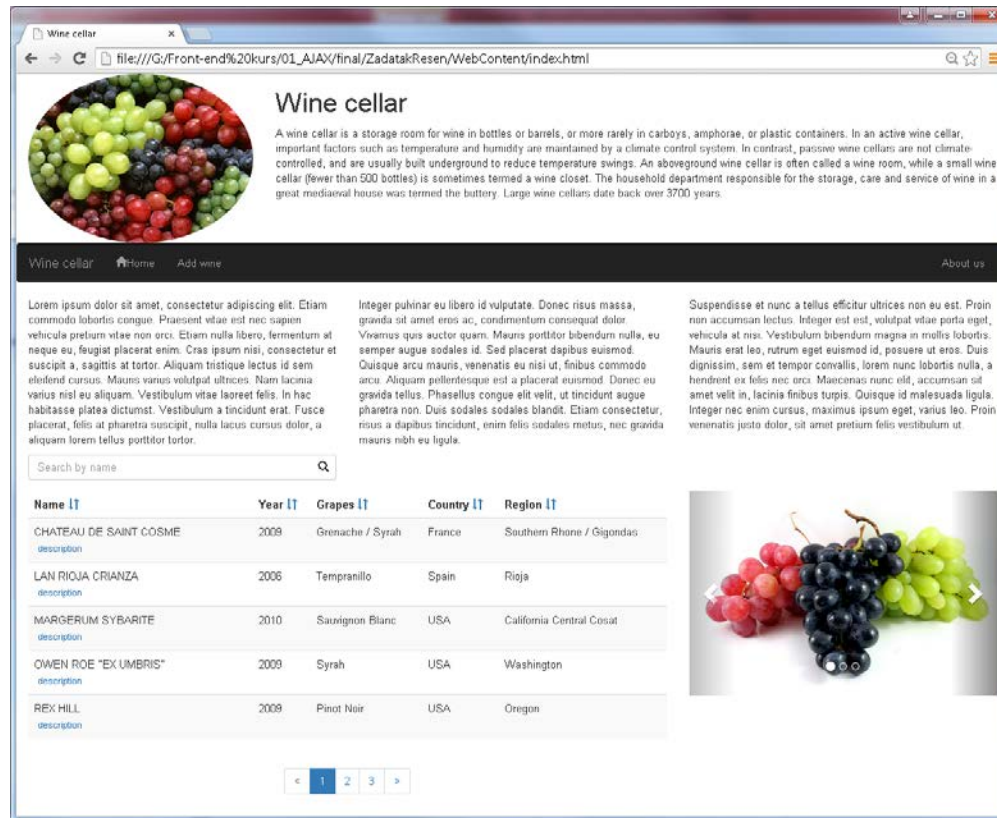 Wine cellar
file:///G:/Front-end%20kurs/01_AJAX/final/ZadatakResen/WebContent/index.html
Wine cellar
A wine cellar is a storage room for wine in bottles or barrels, or more rarely in carboys, amphorae, or plastic containers. In an active wine cellar,
important factors such as temperature and humidity are maintained by a climate control system. In contrast, passive wine cellars are not climate-
controlled, and are usually built underground to reduce temperature swings. An aboveground wine cellar is often called a wine room, while a small wine
cellar (fewer than 500 bottles) is sometimes termed a wine closet. The household department responsible for the storage, care and service of wine in a
great mediaeval house was termed the buttery. Large wine cellars date back over 3700 years.
Wine cellar Home Add wine About us
Lorem ipsum dolor sit amet, consectetur adipiscing elit. Etiam
commodo lobortis congue. Praesent vitae est nec sapien
vehicula pretium vitae non orci. Etiam nulla libero, fermentum at
neque eu, feugiat placerat enim. Cras ipsum nisi, consectetur et
suscipit a, sagittis at tortor. Aliquam tristique lectus id sem
eleifend cursus. Mauris varius volutpat ultrices. Nam lacinia
varius nisl eu aliquam. Vestibulum vitae laoreet felis. In hac
habitasse platea dictumst. Vestibulum a tincidunt erat. Fusce
placerat, felis at pharetra suscipit, nulla lacus cursus dolor, a
aliquam lorem tellus porttitor tortor.
Integer pulvinar eu libero id vulputate. Donec risus massa,
gravida sit amet eros ac, condimentum consequat dolor.
Vivamus quis auctor quam. Mauris porttitor bibendum nulla, eu
semper augue sodales id. Sed placerat dapibus euismod.
Quisque arcu mauris, venenatis eu nisi ut, finibus commodo
arcu. Aliquam pellentesque est a placerat euismod. Donec eu
gravida tellus. Phasellus congue elit velit, ut tincidunt augue
pharetra non. Duis sodales sodales blandit. Etiam consectetur,
risus a dapibus tincidunt, enim felis sodales metus, nec gravida
mauris nibh eu ligula.
Suspendisse et nunc a tellus efficitur ultrices non eu est. Proin
non accumsan lectus. Integer est est, volutpat vitae porta eget,
vehicula at nisi. Vestibulum bibendum magna in mollis lobortis.
Mauris erat leo, rutrum eget euismod id, posuere ut eros. Duis
dignissim, sem et tempor convallis, lorem nunc lobortis nulla, a
hendrerit ex felis nec orci. Maecenas nunc elit, accumsan sit
amet velit in, lacinia finibus turpis. Quisque id malesuada ligula.
Integer nec enim cursus, maximus ipsum eget, varius leo. Proin
venenatis justo dolor, sit amet pretium felis vestibulum ut.
Search by name
Name Year Grapes Country Region
CHATEAU DE SAINT COSME 2009 Grenache / Syrah France Southern Rhone / Gigondas
description
LAN RIOJA CRIANZA 2006 Tempranillo Spain Rioja
description
MARGERUM SYBARITE 2010 Sauvignon Blanc USA California Central Cosat
description
OWEN ROE "EX UMBRIS" 2009 Syrah USA Washington
description
REX HILL 2009 Pinot Noir USA Oregon
description
« 1 2 3 »